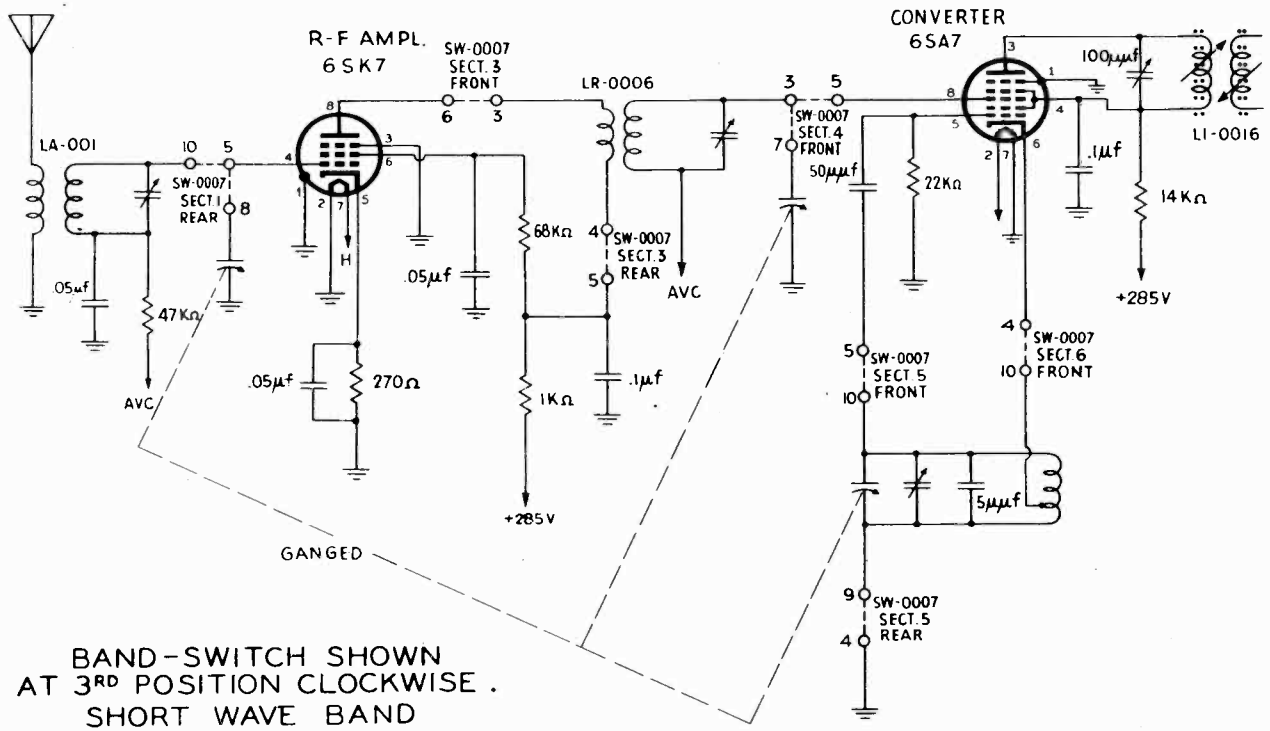 CONVERTER
6SA7
R-F AMPL.
6SK7
SW-0007
SECT. 3
FRONT
6 3
LR-0006
3 5
SW-0007
SECT. 4
FRONT
7
100µµf
LI-0016
3
1
8
4
5
2 7 6
.1µf
14KΩ
+285V
LA-001
10 5
SW-0007
SECT. 1
REAR
8
8
3
6
4
1
2 7 5
H
.05µf
47KΩ
AVC
.05µf
270Ω
.05µf
68KΩ
1KΩ
+285V
4
SW-0007
SECT. 3
REAR
5
.1µf
AVC
50µµf
22KΩ
5
SW-0007
SECT. 5
FRONT
10
4
SW-0007
SECT. 6
FRONT
10
5µµf
9
SW-0007
SECT. 5
REAR
4
GANGED
BAND-SWITCH SHOWN
AT 3RD POSITION CLOCKWISE.
SHORT WAVE BAND